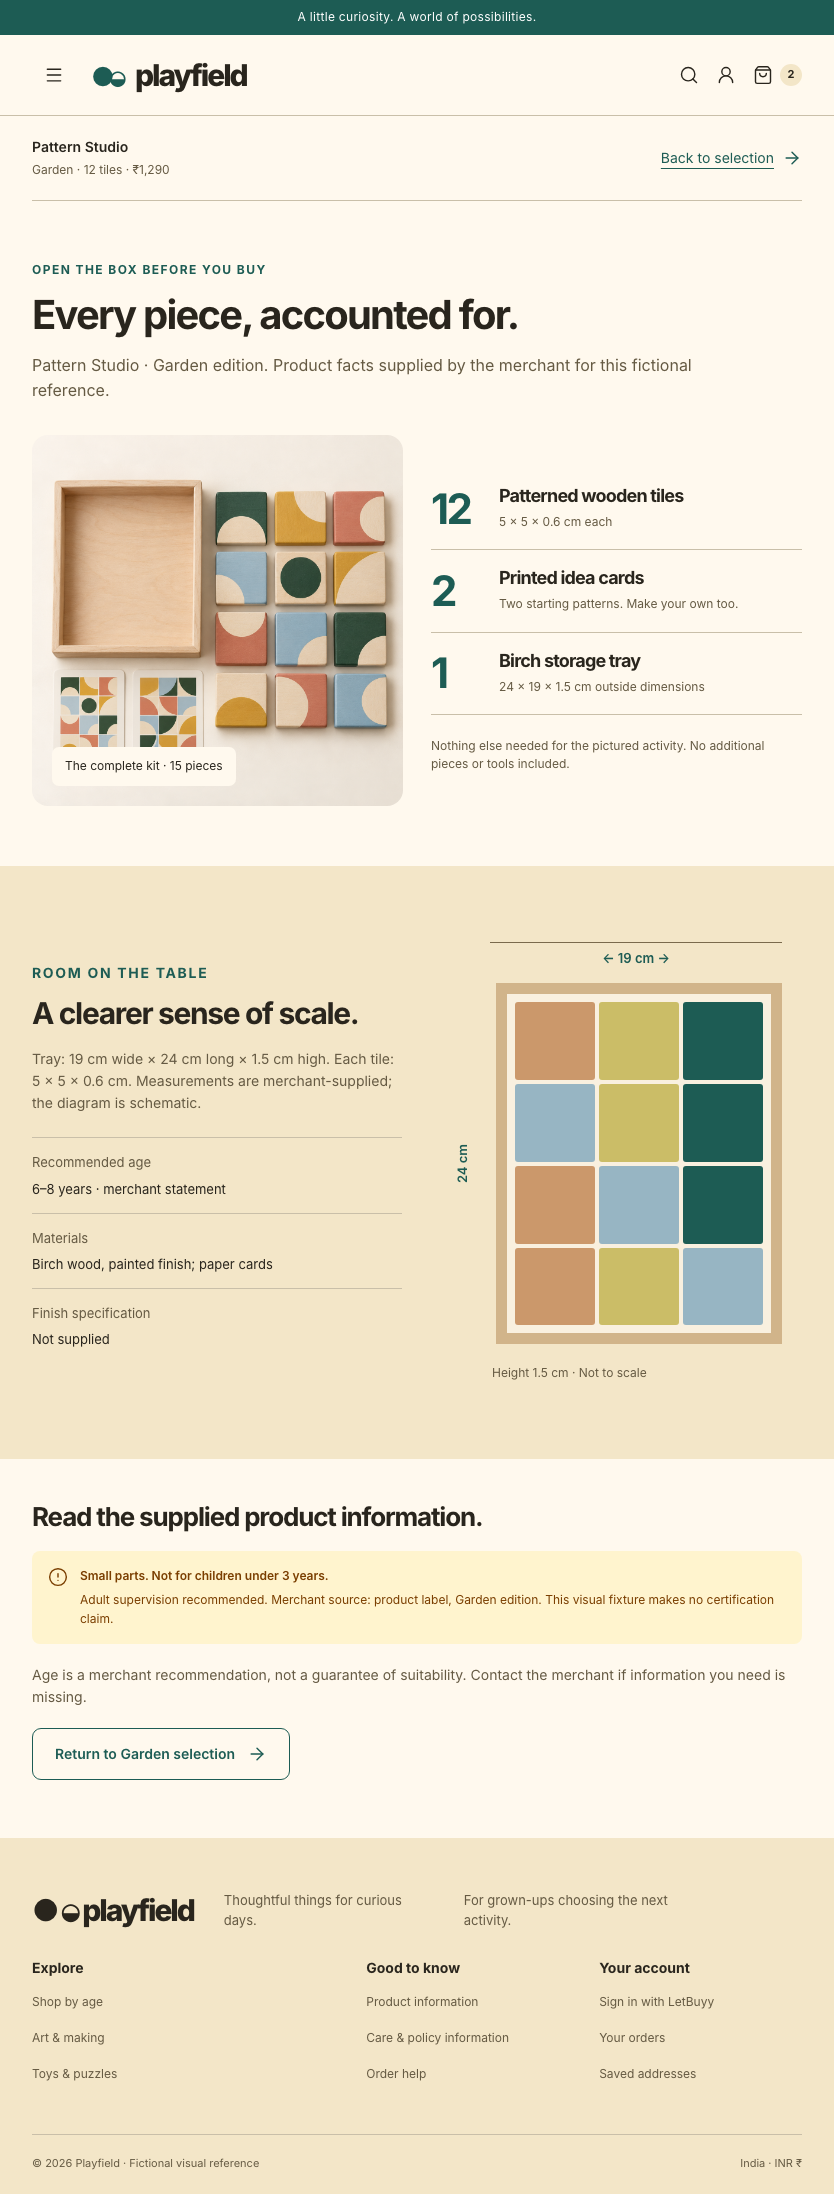 A little curiosity. A world of possibilities.
playfield
2
Pattern Studio
Garden · 12 tiles · ₹1,290
Back to selection
OPEN THE BOX BEFORE YOU BUY
Every piece, accounted for.
Pattern Studio · Garden edition. Product facts supplied by the merchant for this fictional
reference.
The complete kit · 15 pieces
12
Patterned wooden tiles
5 × 5 × 0.6 cm each
2
Printed idea cards
Two starting patterns. Make your own too.
1
Birch storage tray
24 × 19 × 1.5 cm outside dimensions
Nothing else needed for the pictured activity. No additional
pieces or tools included.
ROOM ON THE TABLE
A clearer sense of scale.
Tray: 19 cm wide × 24 cm long × 1.5 cm high. Each tile:
5 × 5 × 0.6 cm. Measurements are merchant-supplied;
the diagram is schematic.
Recommended age
6–8 years · merchant statement
Materials
Birch wood, painted finish; paper cards
Finish specification
Not supplied
← 19 cm →
24 cm
Height 1.5 cm · Not to scale
Read the supplied product information.
Small parts. Not for children under 3 years.
Adult supervision recommended. Merchant source: product label, Garden edition. This visual fixture makes no certification
claim.
Age is a merchant recommendation, not a guarantee of suitability. Contact the merchant if information you need is
missing.
Return to Garden selection
playfield
Thoughtful things for curious
days.
For grown-ups choosing the next
activity.
Explore
Shop by age
Art & making
Toys & puzzles
Good to know
Product information
Care & policy information
Order help
Your account
Sign in with LetBuyy
Your orders
Saved addresses
© 2026 Playfield · Fictional visual reference
India · INR ₹